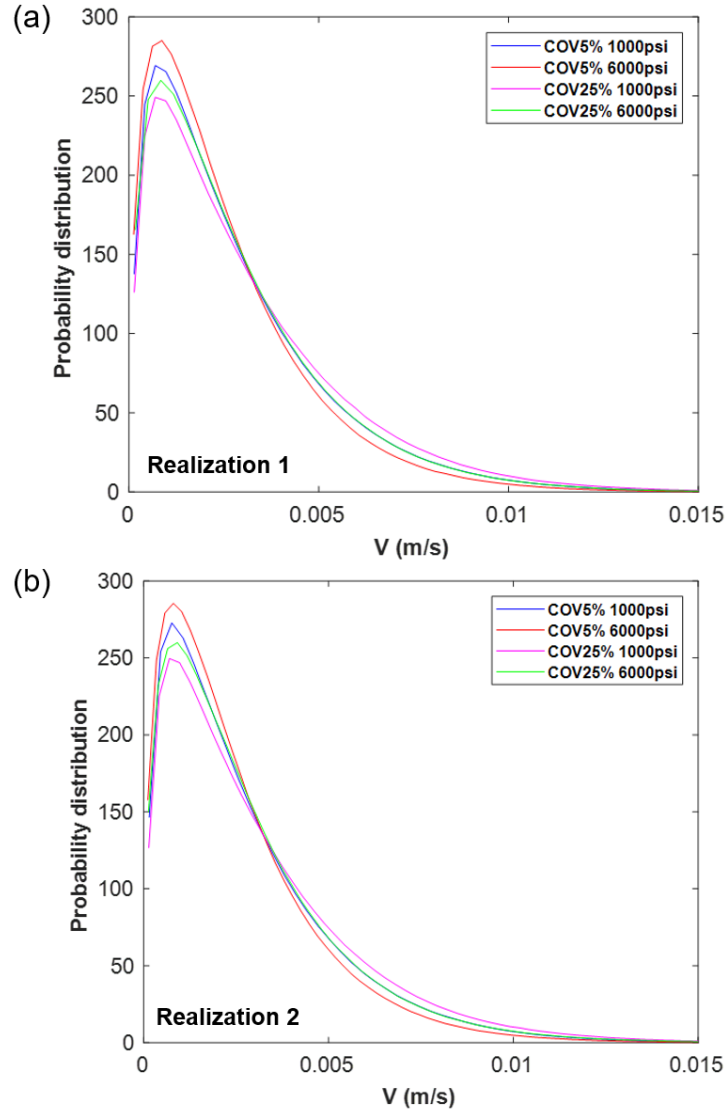 (a)
300
250
200
150
100
50
0
Probability distribution
COV5% 1000psi
COV5% 6000psi
COV25% 1000psi
COV25% 6000psi
Realization 1
0 0.005 0.01 0.015
V (m/s)
(b)
300
250
200
150
100
50
0
Probability distribution
COV5% 1000psi
COV5% 6000psi
COV25% 1000psi
COV25% 6000psi
Realization 2
0 0.005 0.01 0.015
V (m/s)